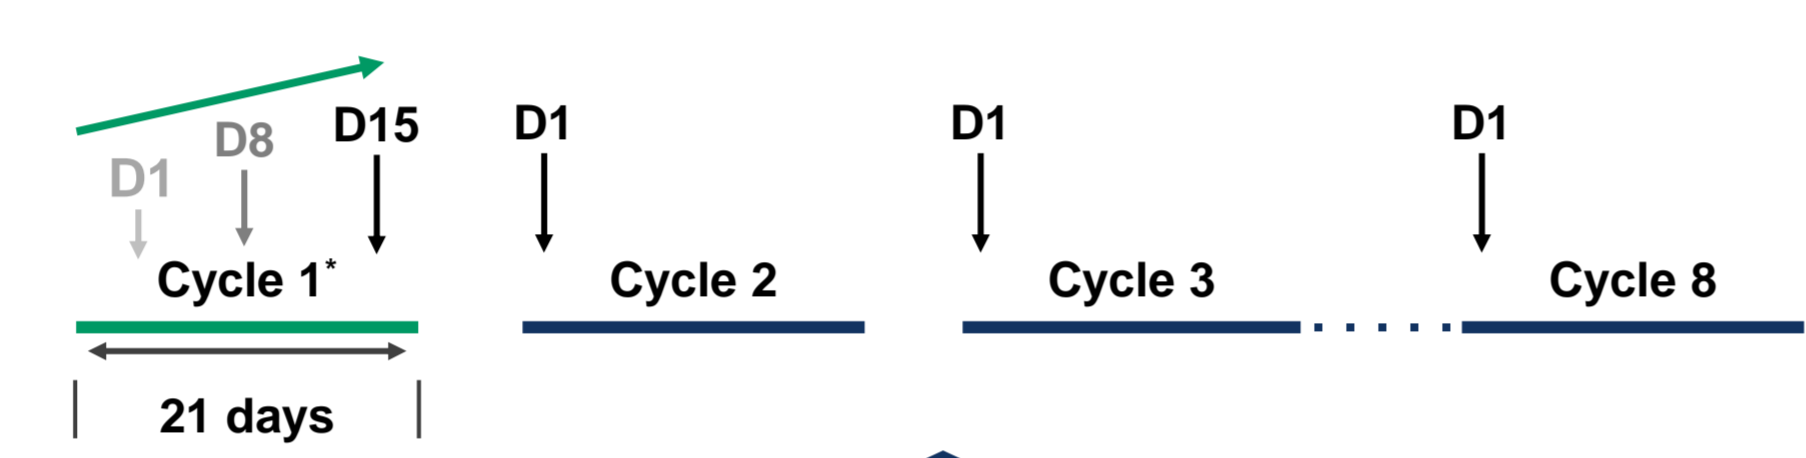 D1
D8
D15
D1
D1
D1
Cycle 1*
Cycle 2
Cycle 3
Cycle 8
21 days